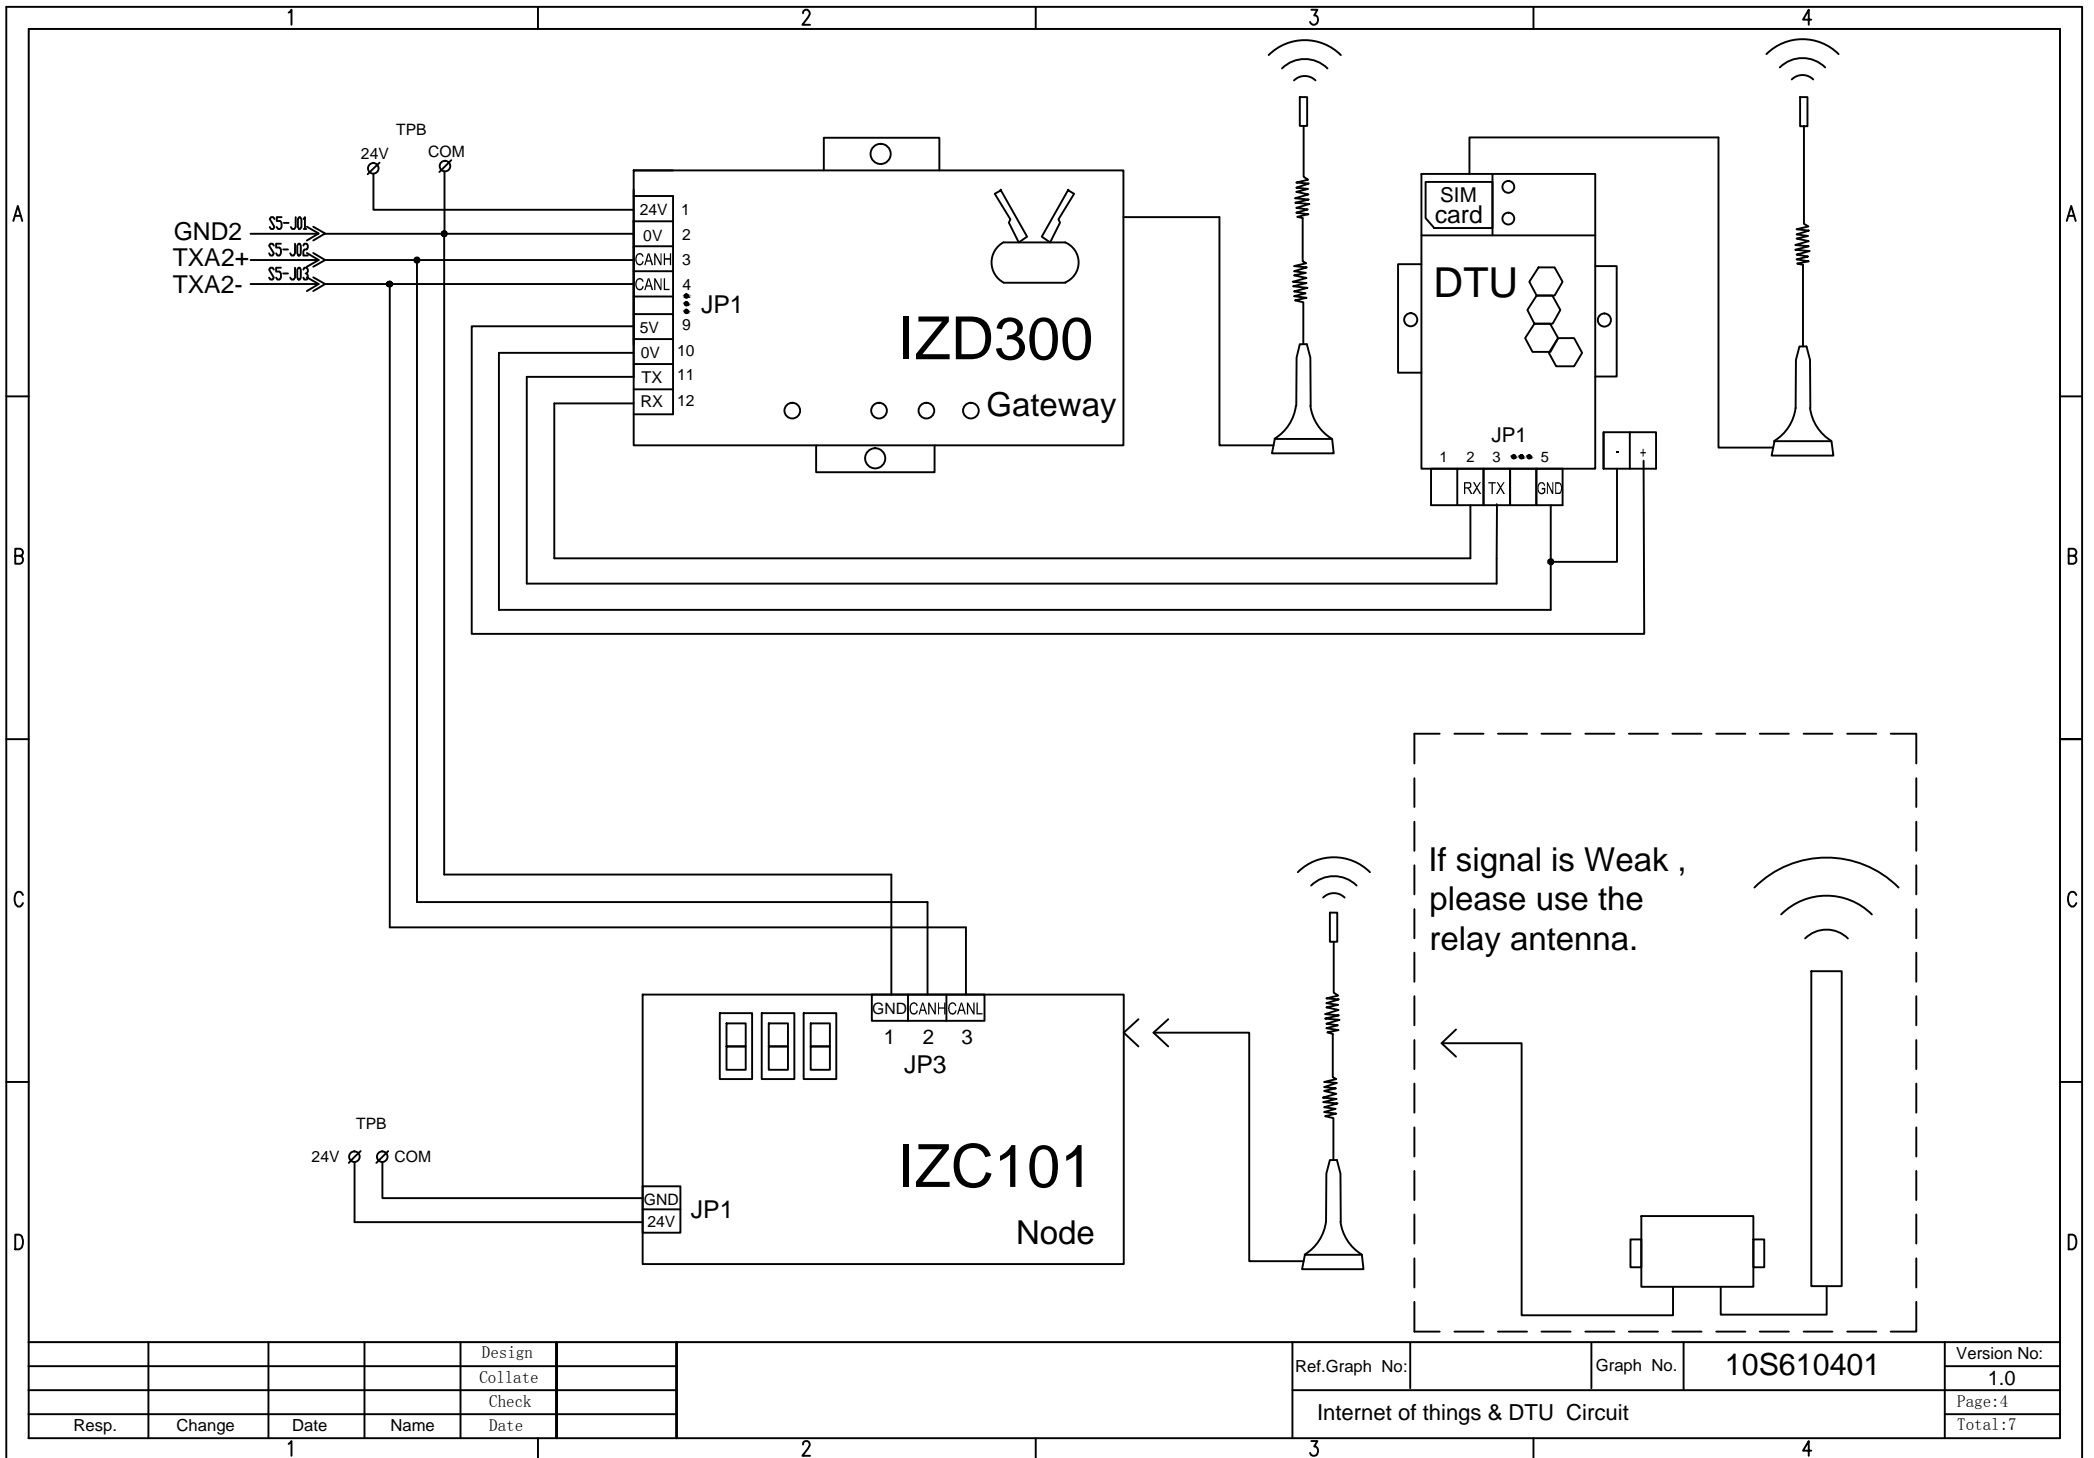 1 2 3 4
A A
B B
C C
D D
TPB
24V COM
GND2 S5-J01
TXA2+ S5-J02
TXA2- S5-J03
24V 1
0V 2
CANH 3
CANL 4
JP1
5V 9
0V 10
TX 11
RX 12
IZD300
Gateway
SIM
card
DTU
JP1
1 2 3 5
- +
RX TX GND
If signal is Weak ,
please use the
relay antenna.
GND CANH CANL
1 2 3
JP3
TPB
24V COM
GND
24V
JP1
IZC101
Node
Design
Collate
Check
Resp. Change Date Name Date
Ref.Graph No: Graph No. 10S610401
Version No:
1.0
Internet of things & DTU Circuit
Page:4
Total:7
1 2 3 4